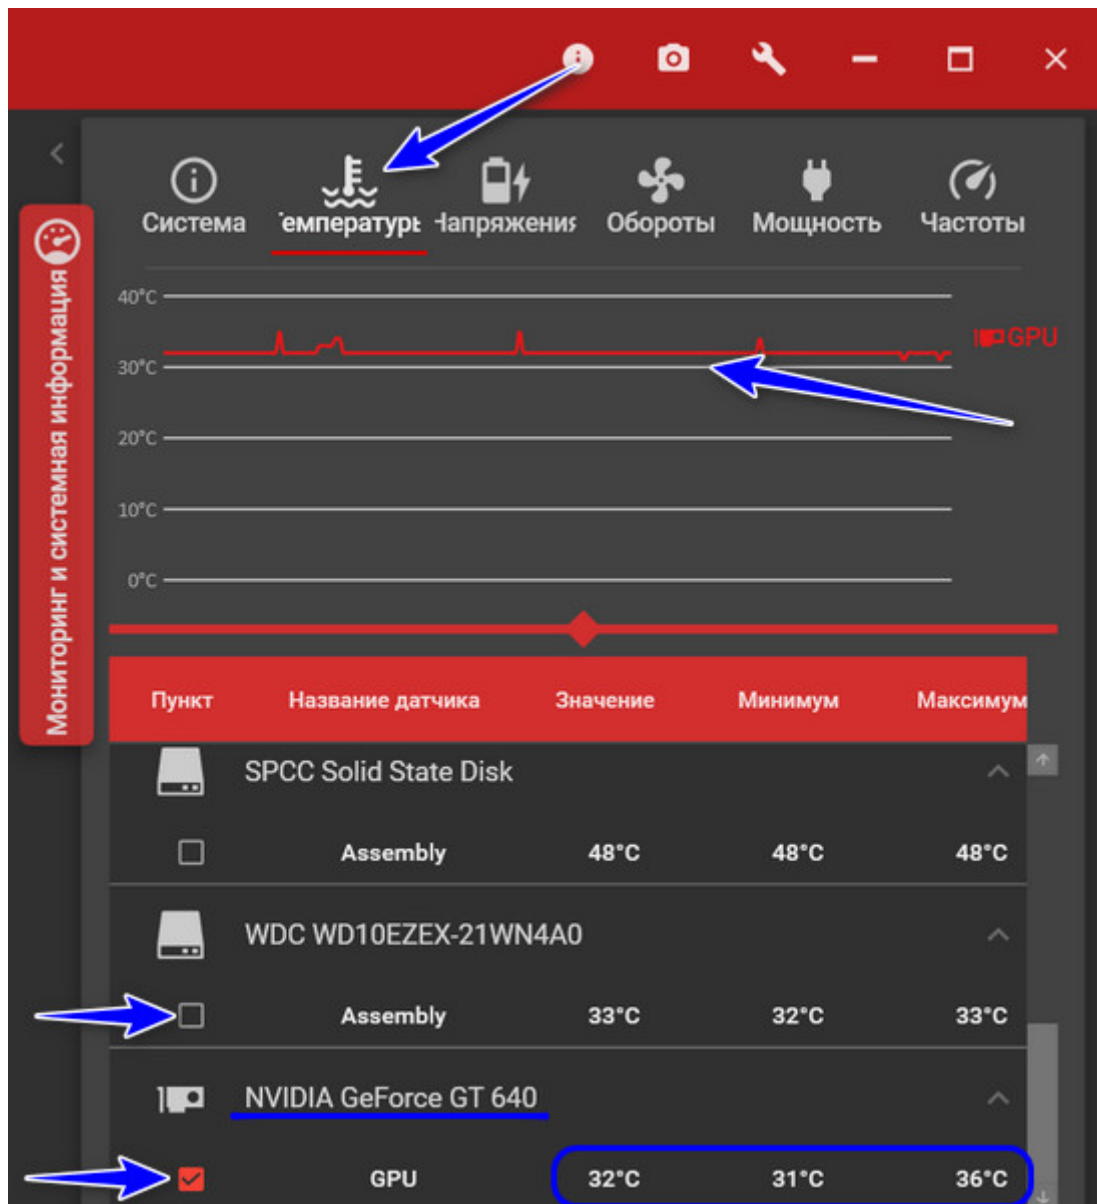 Система емператур Напряжения Обороты Мощность Частоты
Мониторинг и системная информация
40°C
30°C
20°C
10°C
0°C
GPU
Пункт Название датчика Значение Минимум Максимум
SPCC Solid State Disk
Assembly 48°C 48°C 48°C
WDC WD10EZEX-21WN4A0
Assembly 33°C 32°C 33°C
NVIDIA GeForce GT 640
GPU 32°C 31°C 36°C